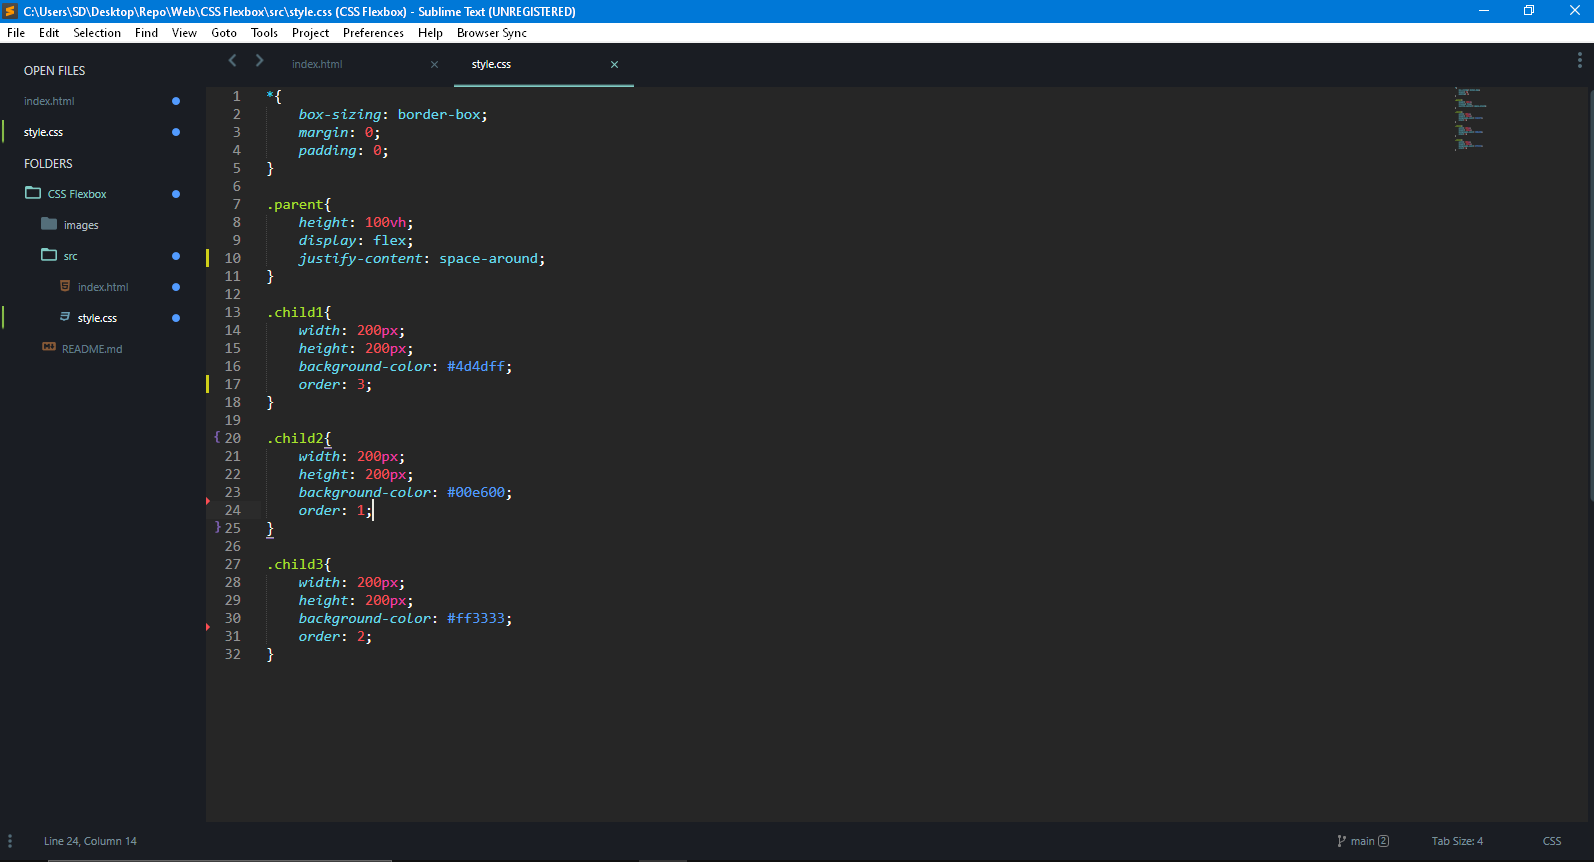 C:\Users\SD\Desktop\Repo\Web\CSS Flexbox\src\style.css (CSS Flexbox) - Sublime Text (UNREGISTERED)
File Edit Selection Find View Goto Tools Project Preferences Help Browser Sync
OPEN FILES
index.html
style.css
FOLDERS
CSS Flexbox
images
src
index.html
style.css
README.md
index.html
style.css
1 *{
2 box-sizing: border-box;
3 margin: 0;
4 padding: 0;
5 }
6
7 .parent{
8 height: 100vh;
9 display: flex;
10 justify-content: space-around;
11 }
12
13 .child1{
14 width: 200px;
15 height: 200px;
16 background-color: #4d4dff;
17 order: 3;
18 }
19
{ 20 .child2{
21 width: 200px;
22 height: 200px;
23 background-color: #00e600;
24 order: 1;
} 25 }
26
27 .child3{
28 width: 200px;
29 height: 200px;
30 background-color: #ff3333;
31 order: 2;
32 }
Line 24, Column 14
main 2
Tab Size: 4
CSS